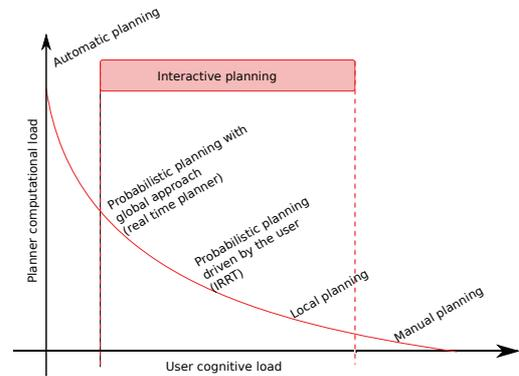 Automatic planning
Interactive planning
Planner computational load
Probabilistic planning with
global approach
(real time planner)
Probabilistic planning
driven by the user
(IRRT)
Local planning
Manual planning
User cognitive load